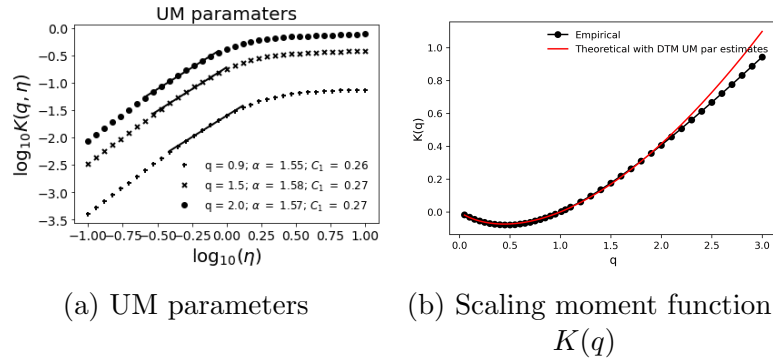 UM paramaters
0.0
−0.5
−1.0
−1.5
−2.0
−2.5
−3.0
−3.5
log10K(q, η)
q = 0.9; α = 1.55; C1 = 0.26
q = 1.5; α = 1.58; C1 = 0.27
q = 2.0; α = 1.57; C1 = 0.27
−1.00 −0.75 −0.50 −0.25 0.00 0.25 0.50 0.75 1.00
log10(η)
(a) UM parameters
Empirical
Theoretical with DTM UM par estimates
1.0
0.8
0.6
0.4
0.2
0.0
K(q)
0.0 0.5 1.0 1.5 2.0 2.5 3.0
q
(b) Scaling moment function
K(q)